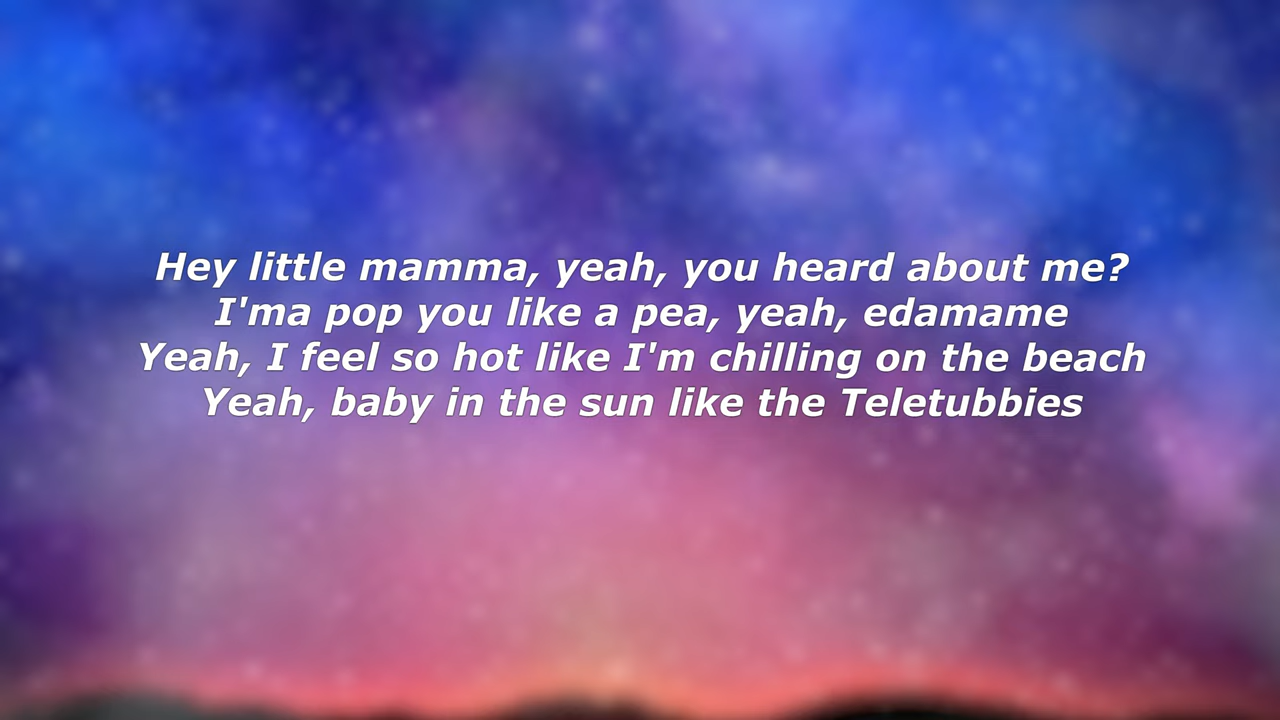 Hey little mamma, yeah, you heard about me?
I'ma pop you like a pea, yeah, edamame
Yeah, I feel so hot like I'm chilling on the beach
Yeah, baby in the sun like the Teletubbies